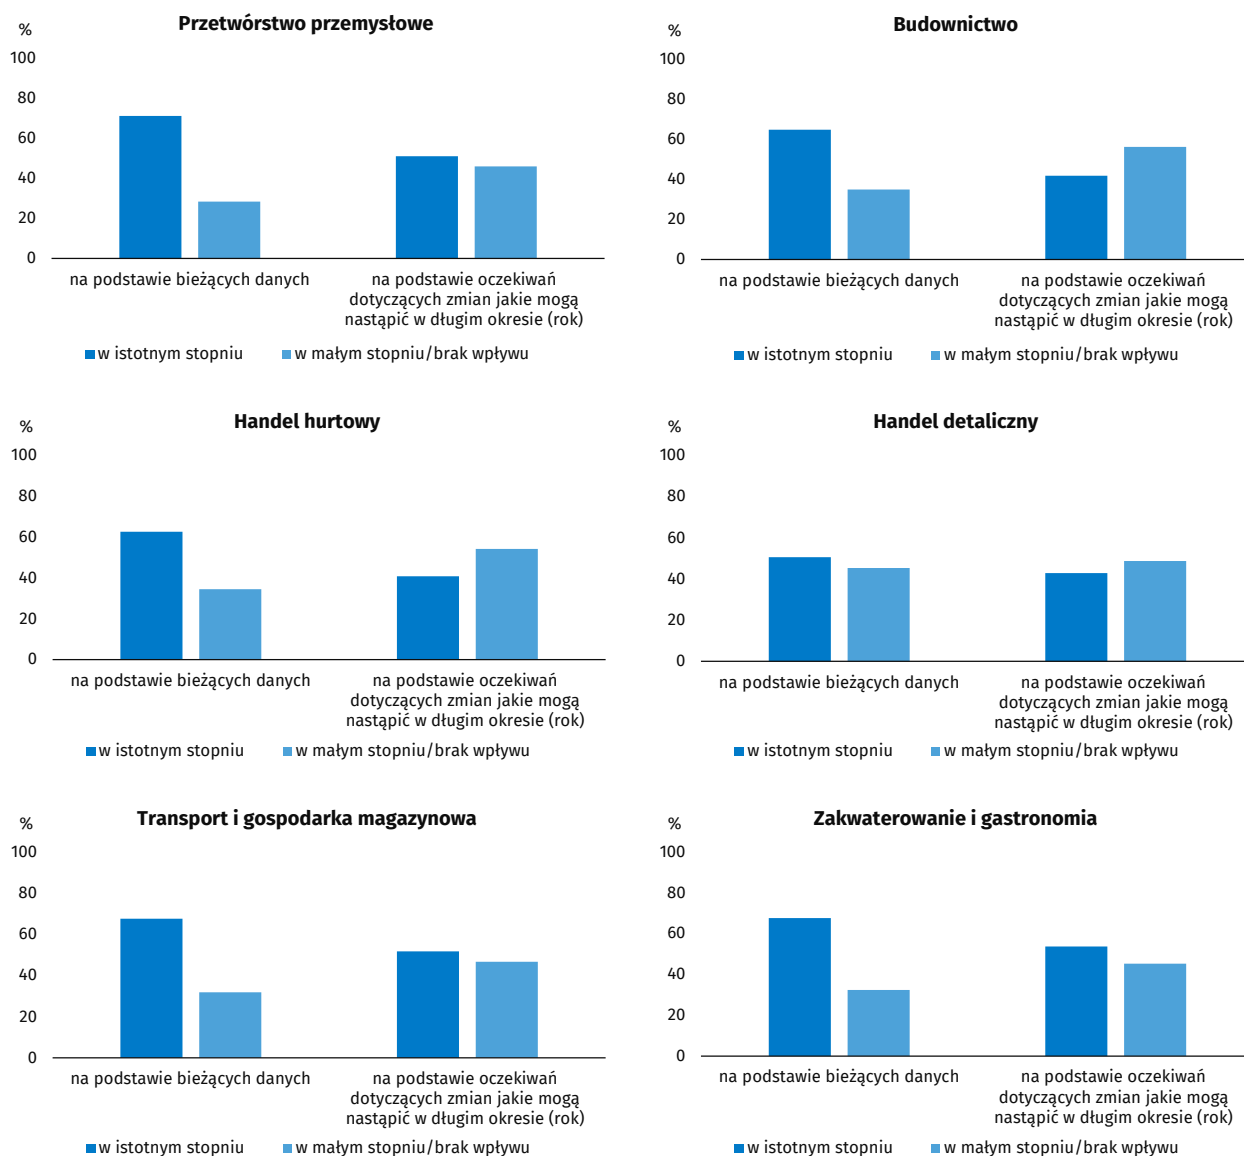 Przetwórstwo przemysłowe
%
100
80
60
40
20
0
na podstawie bieżących danych
na podstawie oczekiwań
dotyczących zmian jakie mogą
nastąpić w długim okresie (rok)
w istotnym stopniu
w małym stopniu/brak wpływu
Budownictwo
%
100
80
60
40
20
0
na podstawie bieżących danych
na podstawie oczekiwań
dotyczących zmian jakie mogą
nastąpić w długim okresie (rok)
w istotnym stopniu
w małym stopniu/brak wpływu
Handel hurtowy
%
100
80
60
40
20
0
na podstawie bieżących danych
na podstawie oczekiwań
dotyczących zmian jakie mogą
nastąpić w długim okresie (rok)
w istotnym stopniu
w małym stopniu/brak wpływu
Handel detaliczny
%
100
80
60
40
20
0
na podstawie bieżących danych
na podstawie oczekiwań
dotyczących zmian jakie mogą
nastąpić w długim okresie (rok)
w istotnym stopniu
w małym stopniu/brak wpływu
Transport i gospodarka magazynowa
%
100
80
60
40
20
0
na podstawie bieżących danych
na podstawie oczekiwań
dotyczących zmian jakie mogą
nastąpić w długim okresie (rok)
w istotnym stopniu
w małym stopniu/brak wpływu
Zakwaterowanie i gastronomia
%
100
80
60
40
20
0
na podstawie bieżących danych
na podstawie oczekiwań
dotyczących zmian jakie mogą
nastąpić w długim okresie (rok)
w istotnym stopniu
w małym stopniu/brak wpływu